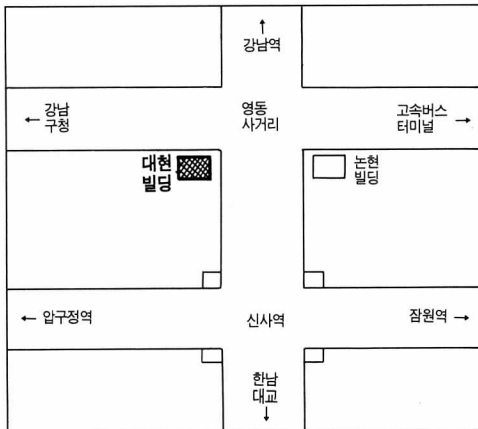 ↑
강남역
← 강남
구청
영동
사거리
고속버스
터미널 →
대현
빌딩
논현
빌딩
← 압구정역
신사역
잠원역 →
한남
대교
↓